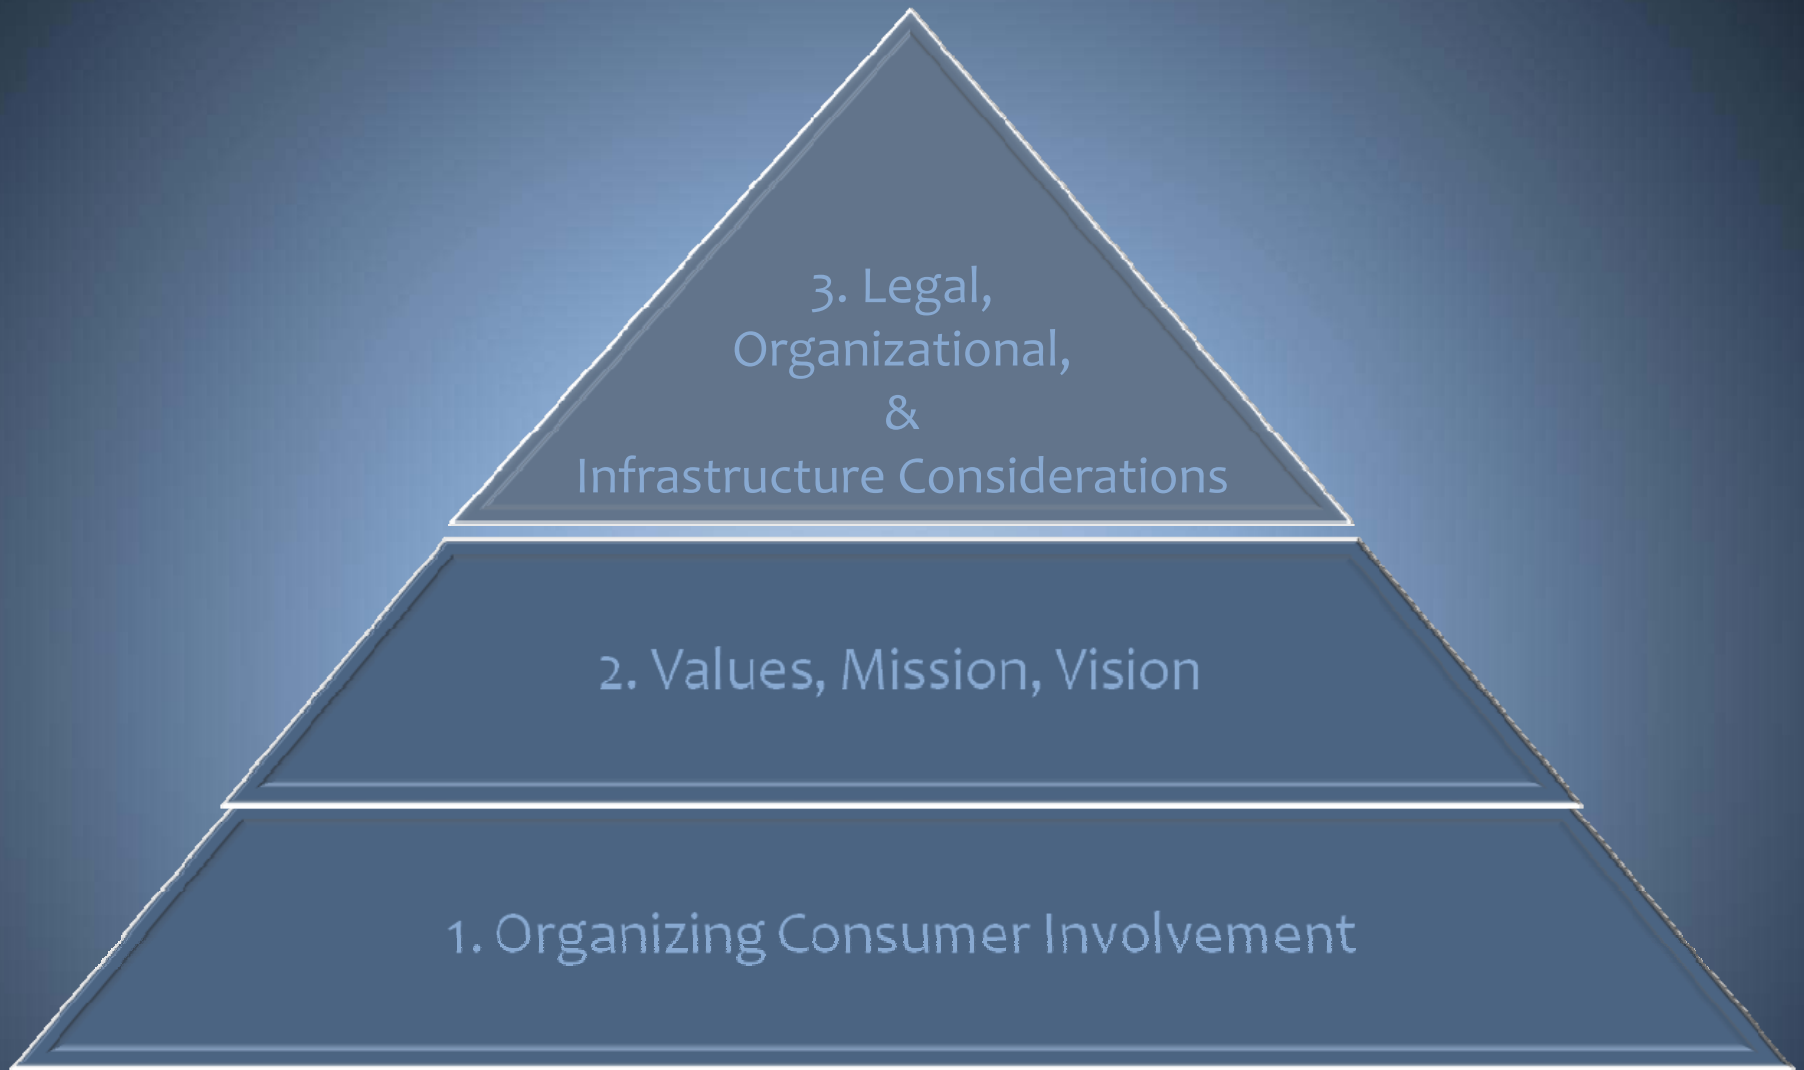 3. Legal,
Organizational,
&
Infrastructure Considerations
2. Values, Mission, Vision
1. Organizing Consumer Involvement